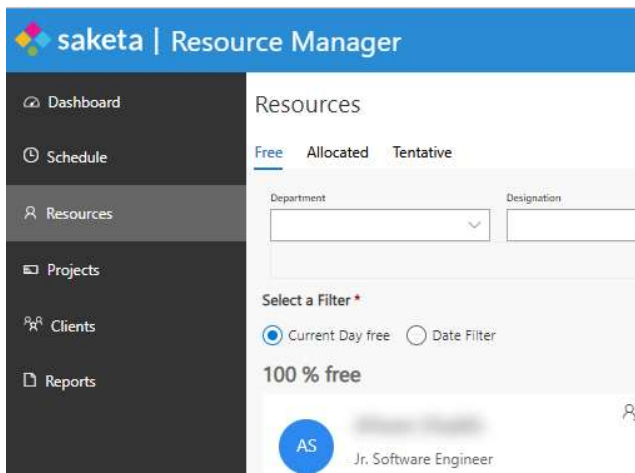 saketa | Resource Manager
Dashboard
Schedule
Resources
Projects
Clients
Reports
Resources
Free Allocated Tentative
Department Designation
Select a Filter *
Current Day free Date Filter
100 % free
AS
Jr. Software Engineer